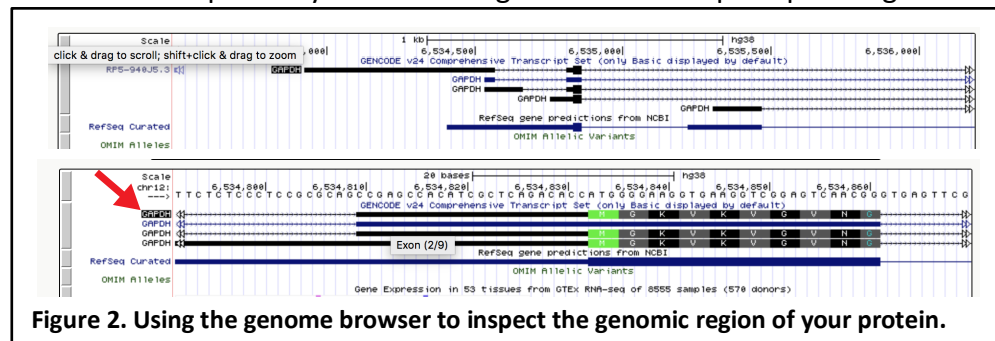 Scale 1 kb hg38
click & drag to scroll; shift+click & drag to zoom 000| 6,534,500| 6,535,000| 6,535,500| 6,536,000|
GENCODE v24 Comprehensive Transcript Set (only Basic displayed by default)
RP5-940J5.3 GAPDH
GAPDH
GAPDH
GAPDH
GAPDH
RefSeq gene predictions from NCBI
RefSeq Curated
OMIM Allelic Variants
OMIM Alleles
Scale 20 bases hg38
chr12: 6,534,800| 6,534,810| 6,534,820| 6,534,830| 6,534,840| 6,534,850| 6,534,860|
---> T T C T C T C C C T C C G C G C A G C C G A G C C A C A T C G C T C A G A C A C C A T G G G G A A G G T G A A G G T C G G A G T C A A C G G G T G A G T T C G
GENCODE v24 Comprehensive Transcript Set (only Basic displayed by default)
GAPDH M G K V K V G V N G
GAPDH
GAPDH M G K V K V G V N G
GAPDH M G K V K V G V N G
Exon (2/9)
RefSeq gene predictions from NCBI
RefSeq Curated
OMIM Allelic Variants
OMIM Alleles
Gene Expression in 53 tissues from GTEx RNA-seq of 8555 samples (570 donors)
Figure 2. Using the genome browser to inspect the genomic region of your protein.